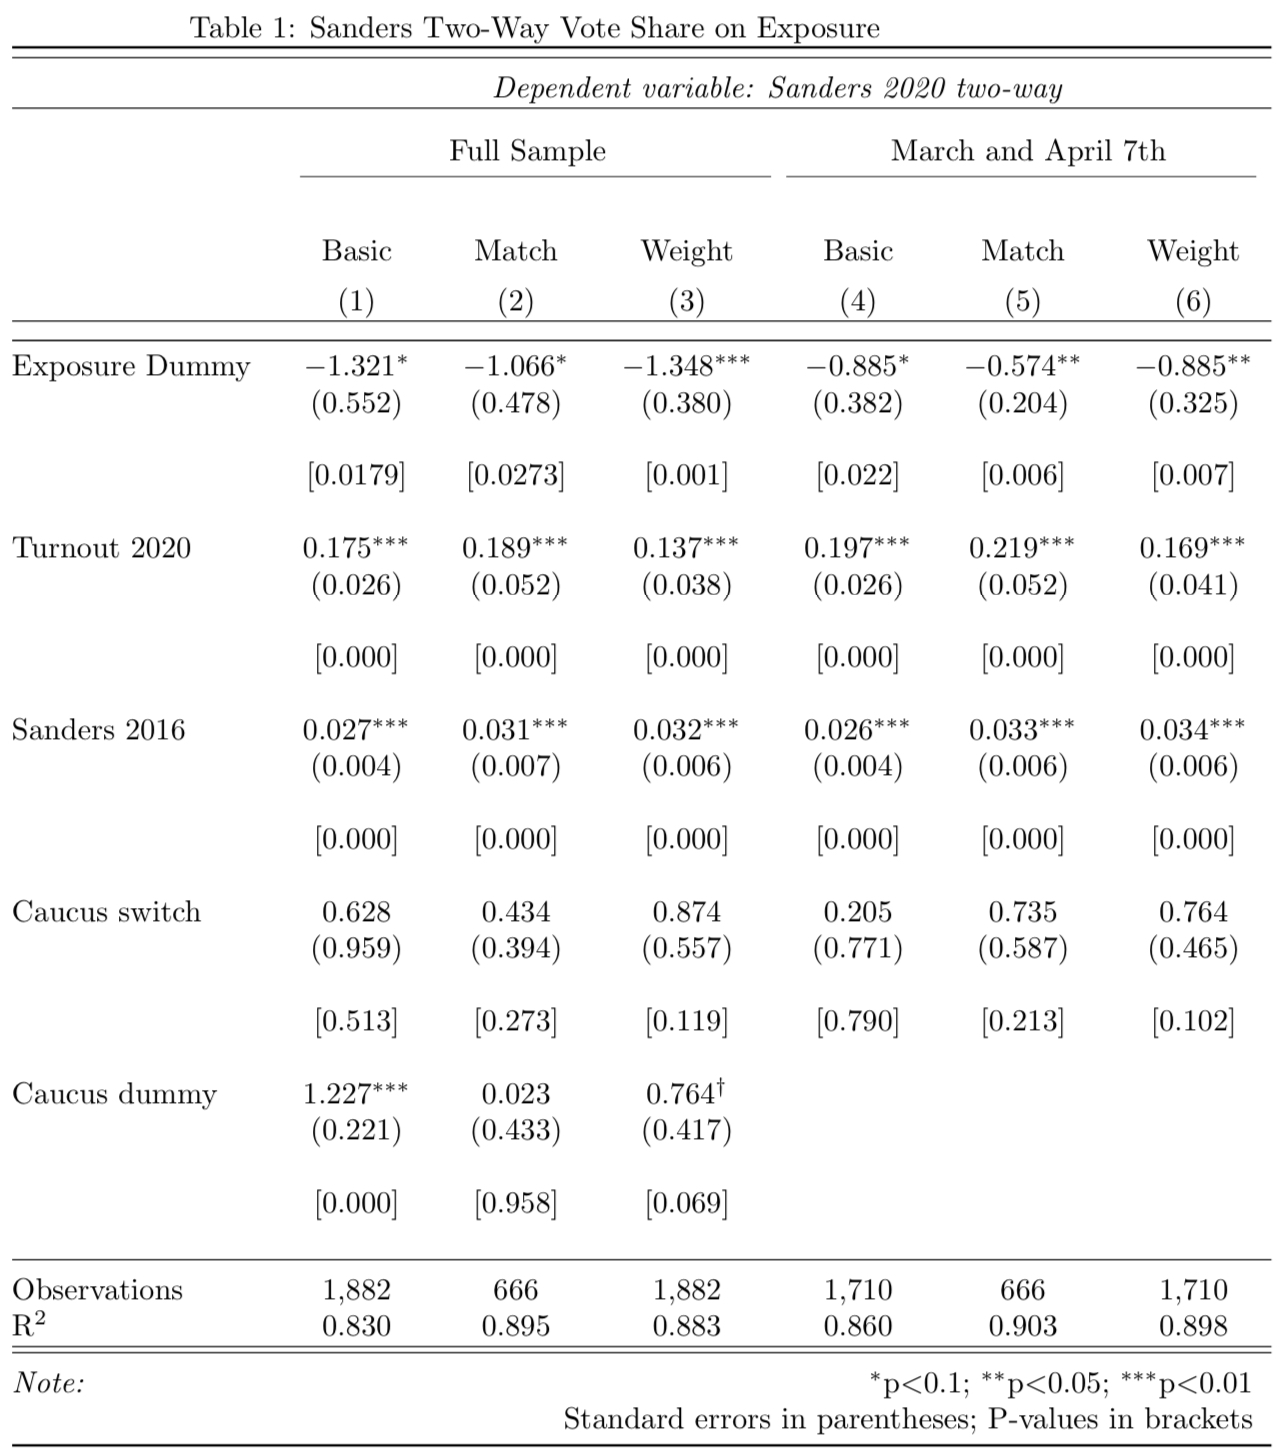 Table 1: Sanders Two-Way Vote Share on Exposure
Dependent variable: Sanders 2020 two-way
Full Sample March and April 7th
Basic Match Weight Basic Match Weight
(1) (2) (3) (4) (5) (6)
Exposure Dummy −1.321* −1.066* −1.348*** −0.885* −0.574** −0.885**
(0.552) (0.478) (0.380) (0.382) (0.204) (0.325)
[0.0179] [0.0273] [0.001] [0.022] [0.006] [0.007]
Turnout 2020 0.175*** 0.189*** 0.137*** 0.197*** 0.219*** 0.169***
(0.026) (0.052) (0.038) (0.026) (0.052) (0.041)
[0.000] [0.000] [0.000] [0.000] [0.000] [0.000]
Sanders 2016 0.027*** 0.031*** 0.032*** 0.026*** 0.033*** 0.034***
(0.004) (0.007) (0.006) (0.004) (0.006) (0.006)
[0.000] [0.000] [0.000] [0.000] [0.000] [0.000]
Caucus switch 0.628 0.434 0.874 0.205 0.735 0.764
(0.959) (0.394) (0.557) (0.771) (0.587) (0.465)
[0.513] [0.273] [0.119] [0.790] [0.213] [0.102]
Caucus dummy 1.227*** 0.023 0.764†
(0.221) (0.433) (0.417)
[0.000] [0.958] [0.069]
Observations 1,882 666 1,882 1,710 666 1,710
R² 0.830 0.895 0.883 0.860 0.903 0.898
Note: *p<0.1; **p<0.05; ***p<0.01
Standard errors in parentheses; P-values in brackets